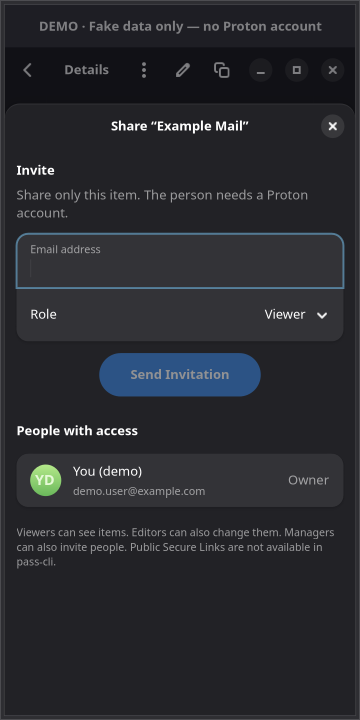 DEMO · Fake data only — no Proton account
Details
Share “Example Mail”
Invite
Share only this item. The person needs a Proton
account.
Email address
Role
Viewer
Send Invitation
People with access
YD
You (demo)
demo.user@example.com
Owner
Viewers can see items. Editors can also change them. Managers
can also invite people. Public Secure Links are not available in
pass-cli.